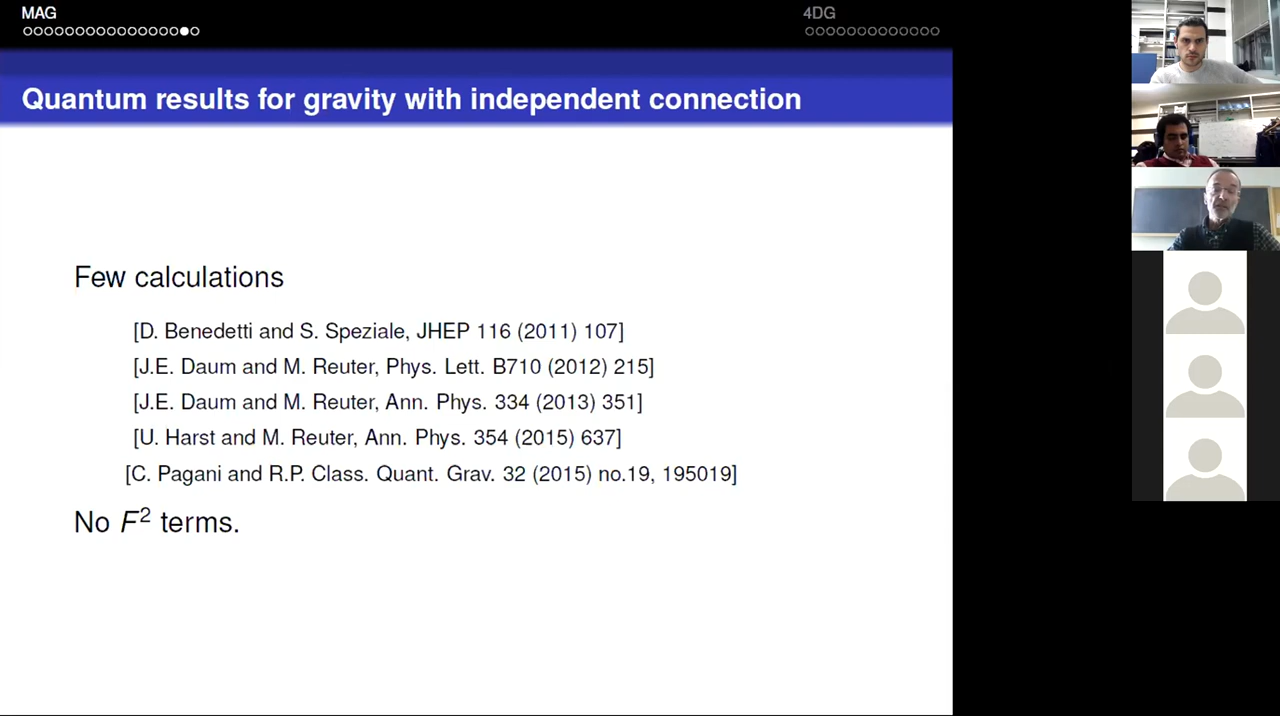 MAG
4DG
Quantum results for gravity with independent connection
Few calculations
[D. Benedetti and S. Speziale, JHEP 116 (2011) 107]
[J.E. Daum and M. Reuter, Phys. Lett. B710 (2012) 215]
[J.E. Daum and M. Reuter, Ann. Phys. 334 (2013) 351]
[U. Harst and M. Reuter, Ann. Phys. 354 (2015) 637]
[C. Pagani and R.P. Class. Quant. Grav. 32 (2015) no.19, 195019]
No F² terms.